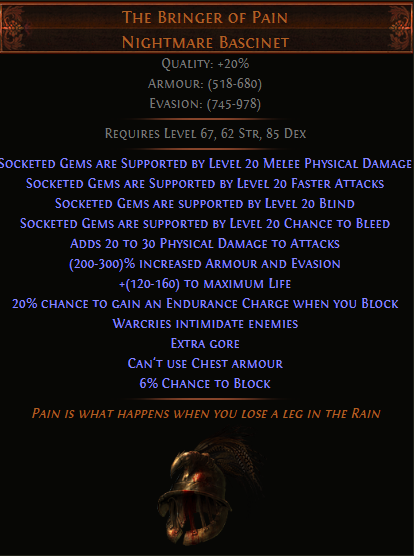 The Bringer of Pain
Nightmare Bascinet
Quality: +20%
Armour: (518-680)
Evasion: (745-978)
Requires Level 67, 62 Str, 85 Dex
Socketed Gems are Supported by Level 20 Melee Physical Damage
Socketed Gems are Supported by Level 20 Faster Attacks
Socketed Gems are supported by Level 20 Blind
Socketed Gems are supported by Level 20 Chance to Bleed
Adds 20 to 30 Physical Damage to Attacks
(200-300)% increased Armour and Evasion
+(120-160) to maximum Life
20% chance to gain an Endurance Charge when you Block
Warcries intimidate enemies
Extra gore
Can't use Chest armour
6% Chance to Block
Pain is what happens when you lose a leg in the Rain